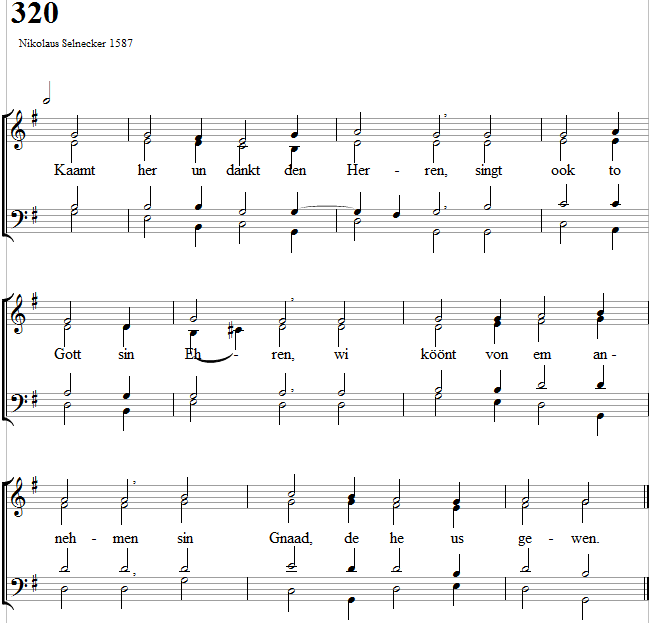 320
Nikolaus Selnecker 1587
Kaamt her un dankt den Her - ren, singt ook to
Gott sin Eh - ren, wi köönt von em an -
neh - men sin Gnaad, de he us ge - wen.